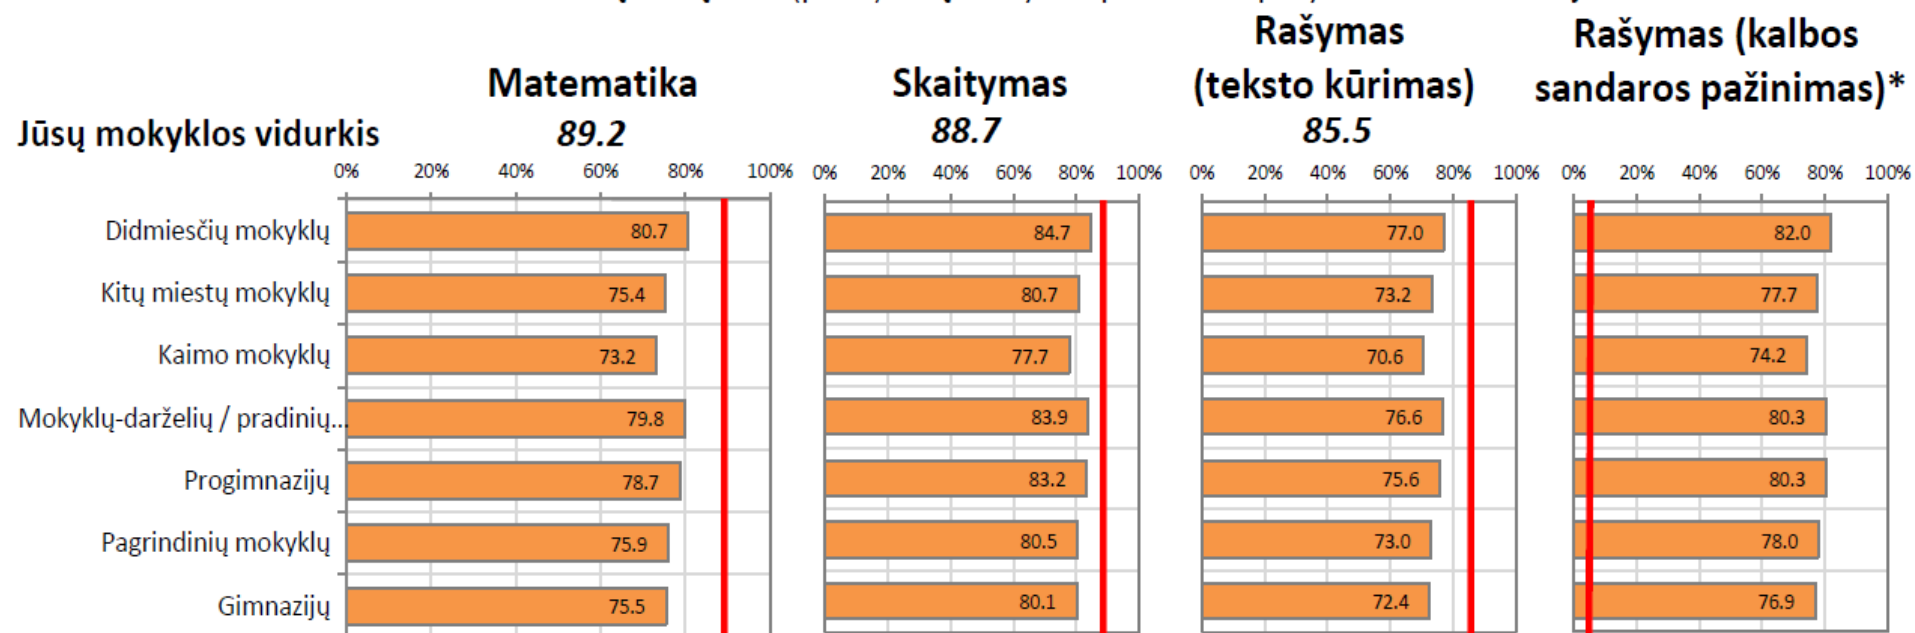 Rašymas
Rašymas (kalbos
Matematika
Skaitymas
(teksto kūrimas)
sandaros pažinimas)*
Jūsų mokyklos vidurkis
89.2
88.7
85.5
0% 20% 40% 60% 80% 100%
0% 20% 40% 60% 80% 100%
0% 20% 40% 60% 80% 100%
0% 20% 40% 60% 80% 100%
Didmiesčių mokyklų 80.7 84.7 77.0 82.0
Kitų miestų mokyklų 75.4 80.7 73.2 77.7
Kaimo mokyklų 73.2 77.7 70.6 74.2
Mokyklų-darželių / pradinių... 79.8 83.9 76.6 80.3
Progimnazijų 78.7 83.2 75.6 80.3
Pagrindinių mokyklų 75.9 80.5 73.0 78.0
Gimnazijų 75.5 80.1 72.4 76.9